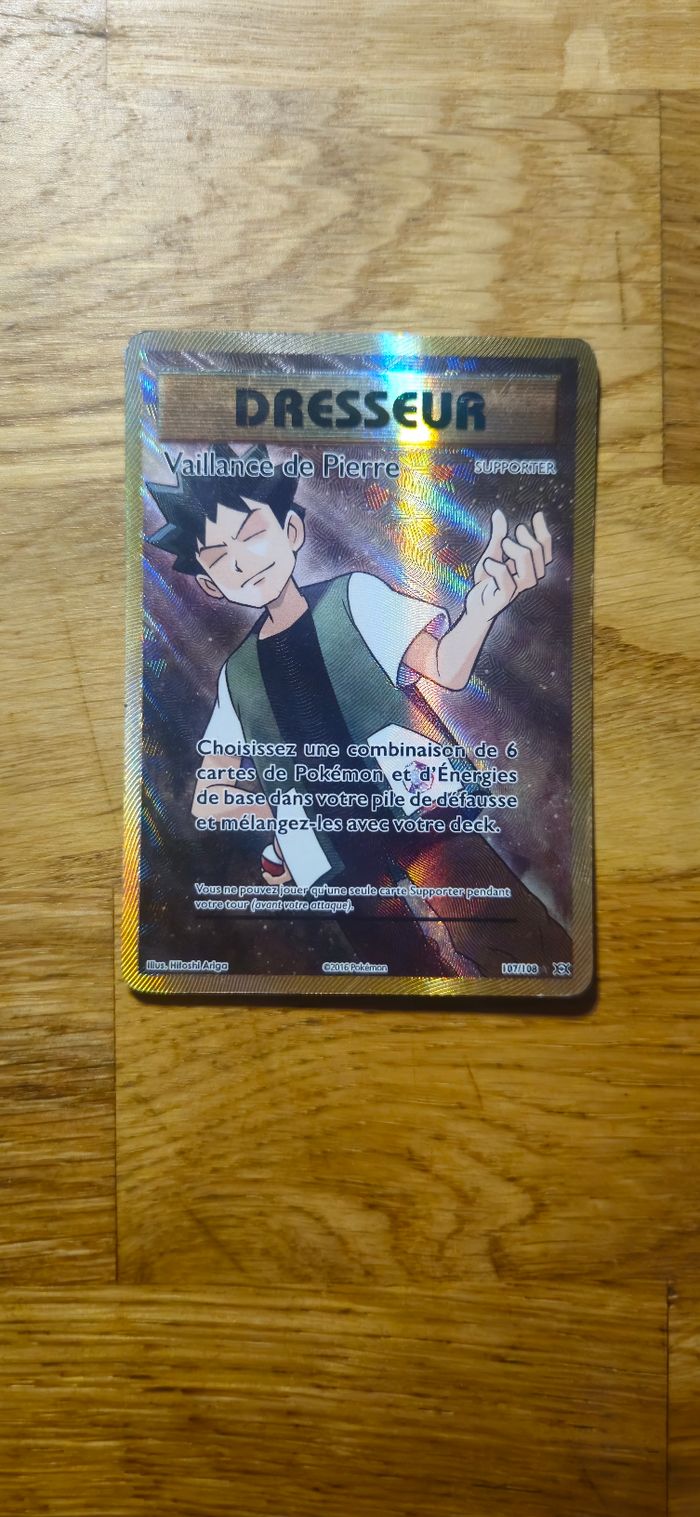 DRESSEUR
Vaillance de Pierre SUPPORTER
Choisissez une combinaison de 6
cartes de Pokémon et d'Énergies
de base dans votre pile de défausse
et mélangez-les avec votre deck.
Vous ne pouvez jouer qu'une seule carte Supporter pendant
votre tour (avant votre attaque).
Illus. Hitoshi Ariga ©2016 Pokémon 107/108